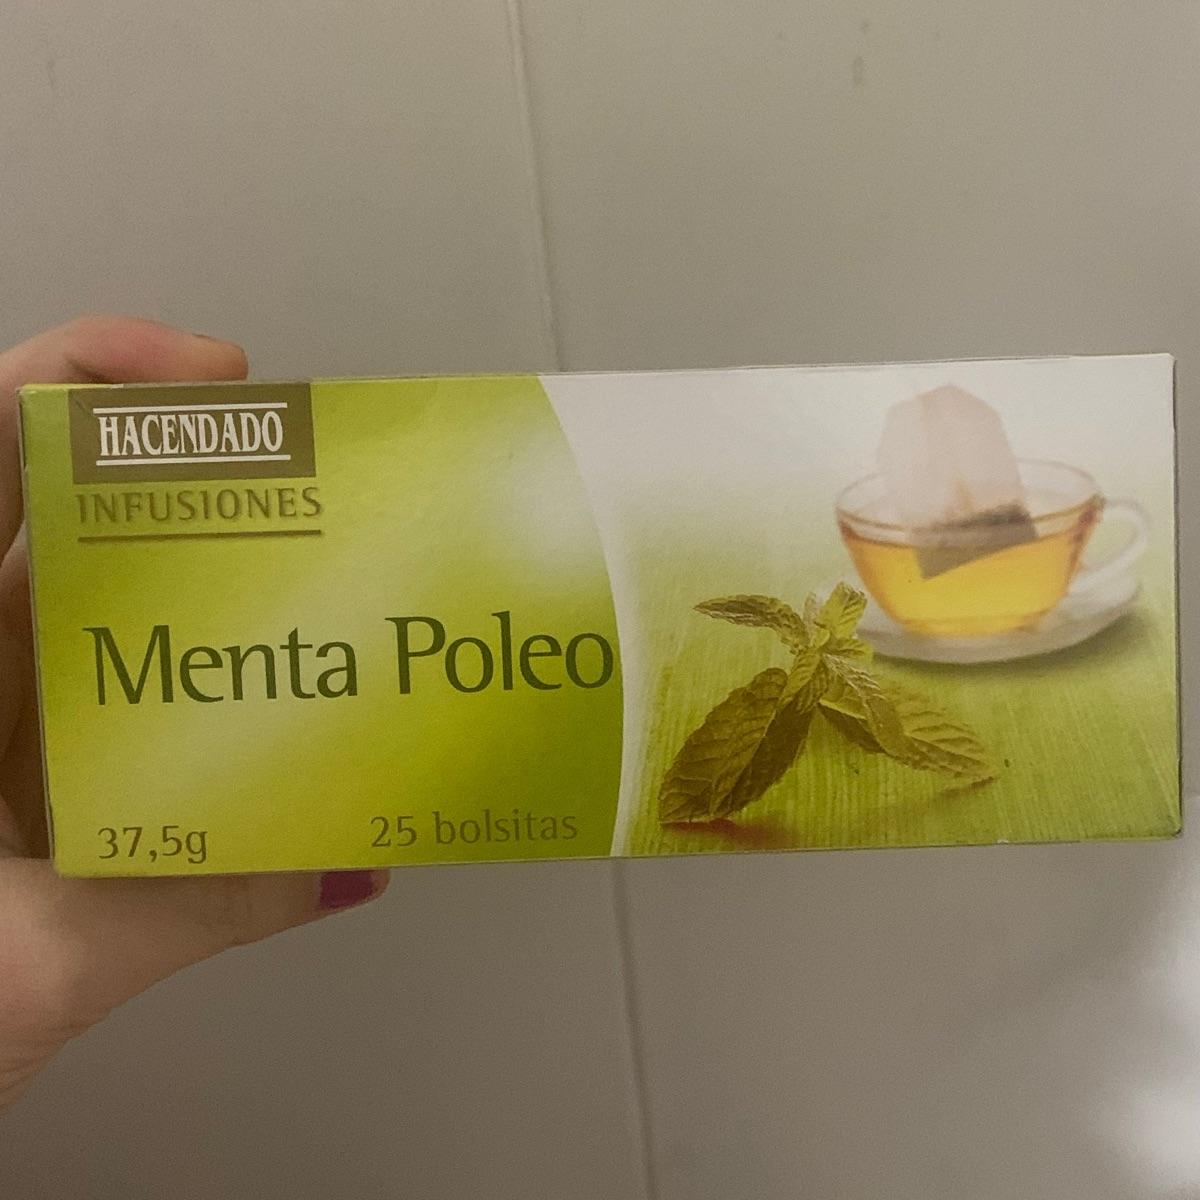 HACENDADO
INFUSIONES
Menta Poleo
37,5g 25 bolsitas